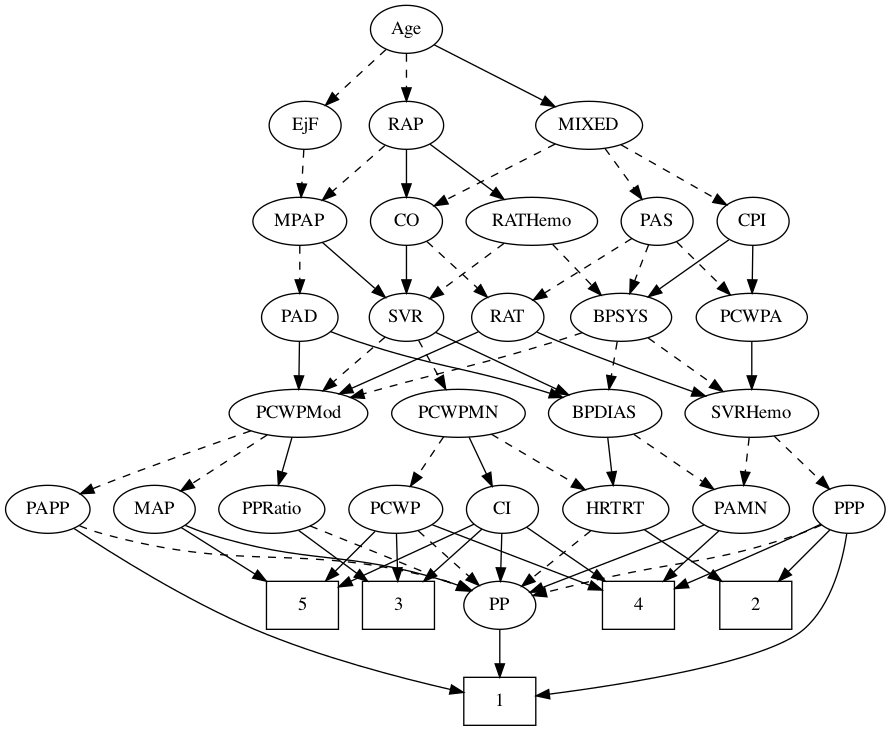 Age
EjF
RAP
MIXED
MPAP
CO
RATHemo
PAS
CPI
PAD
SVR
RAT
BPSYS
PCWPA
PCWPMod
PCWPMN
BPDIAS
SVRHemo
PAPP
MAP
PPRatio
PCWP
CI
HRTRT
PAMN
PPP
5
3
PP
4
2
1